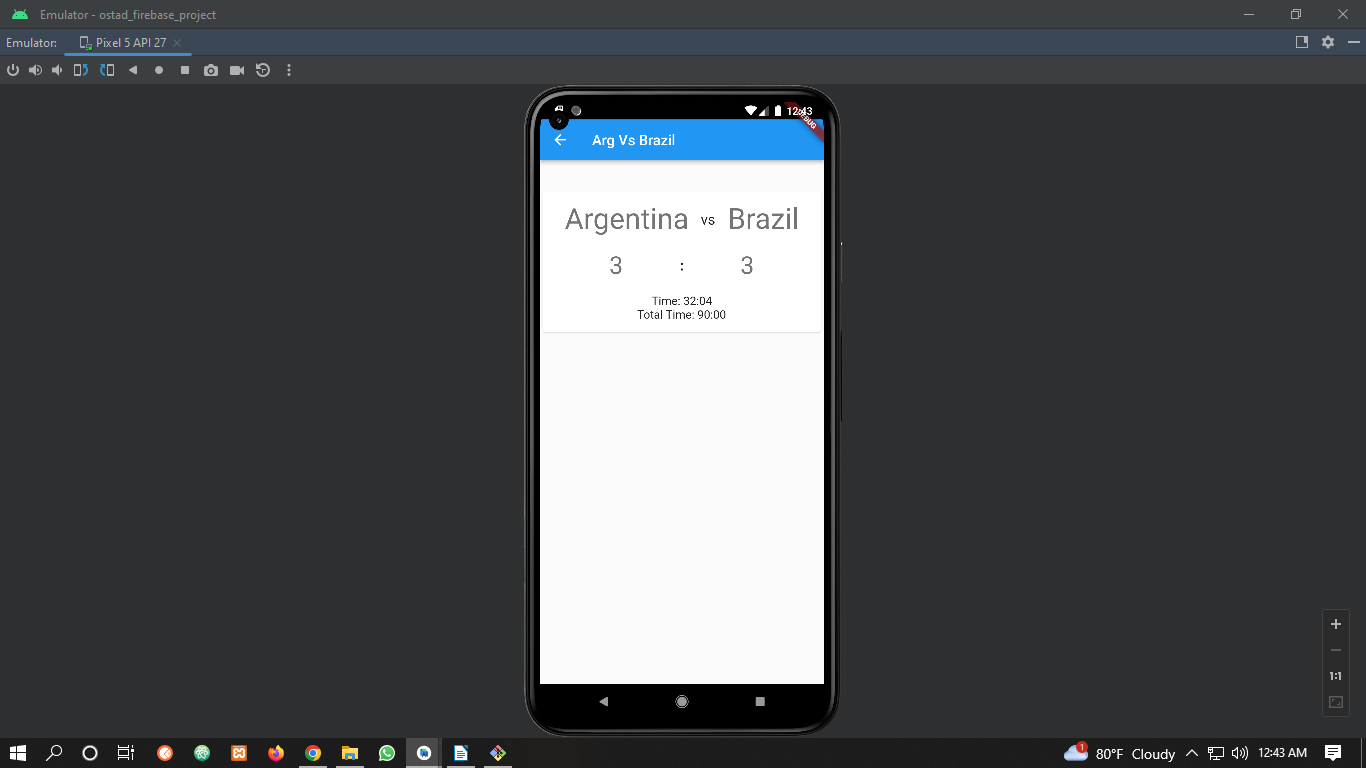 Emulator - ostad_firebase_project
Emulator: Pixel 5 API 27
12:43
DEBUG
Arg Vs Brazil
Argentina vs Brazil
3 : 3
Time: 32:04
Total Time: 90:00
1:1
1
80°F Cloudy
12:43 AM